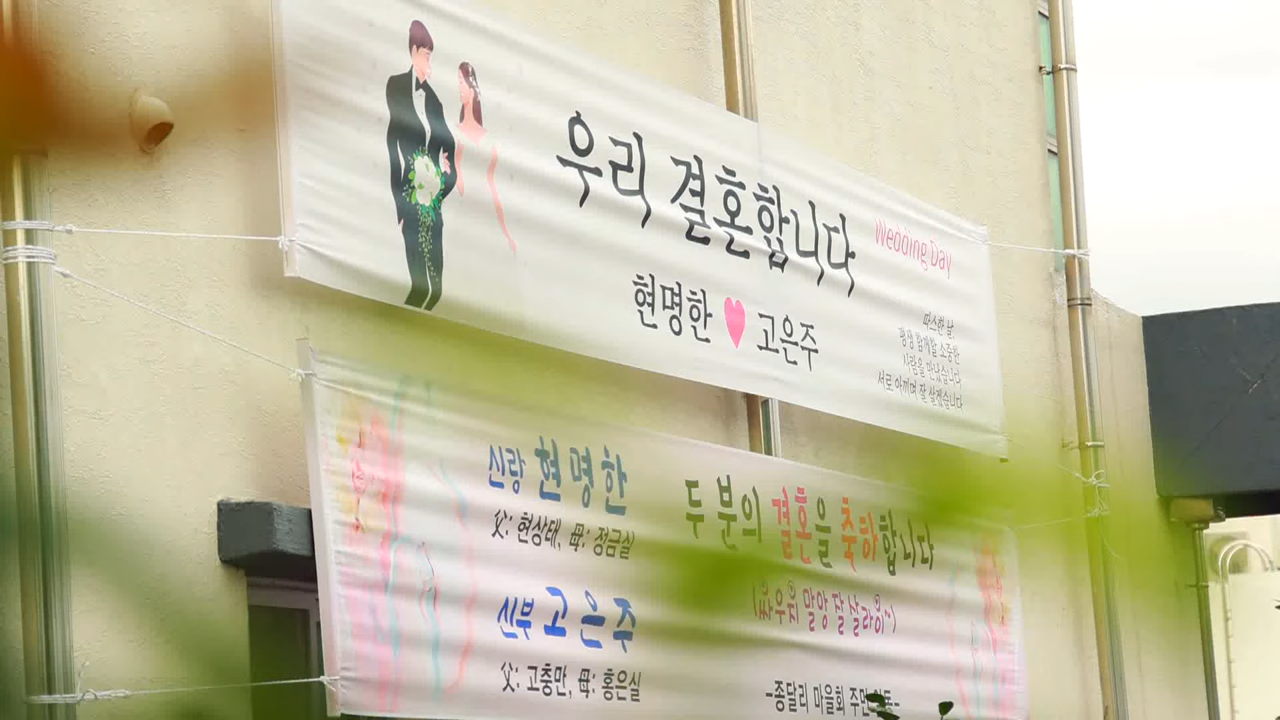 우리 결혼합니다
Wedding Day
현명한 고은주
따스한 날,
평생 함께할 소중한
사람을 만났습니다
서로 아끼며 잘 살겠습니다
신랑 현명한
父: 현상태, 母: 정금실
신부 고은주
父: 고충만, 母: 홍은실
두 분의 결혼을 축하합니다
(싸우지 말앙 잘 살라이~)
-종달리 마을회 주민